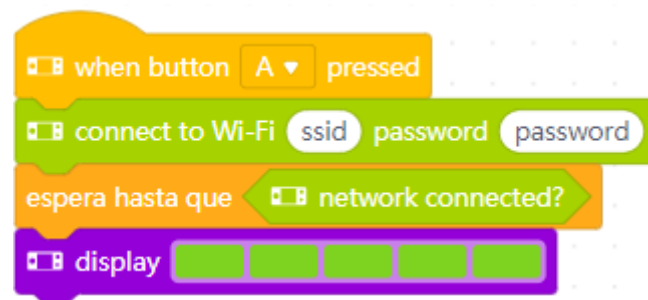 when button A pressed
connect to Wi-Fi ssid password password
espera hasta que network connected?
display